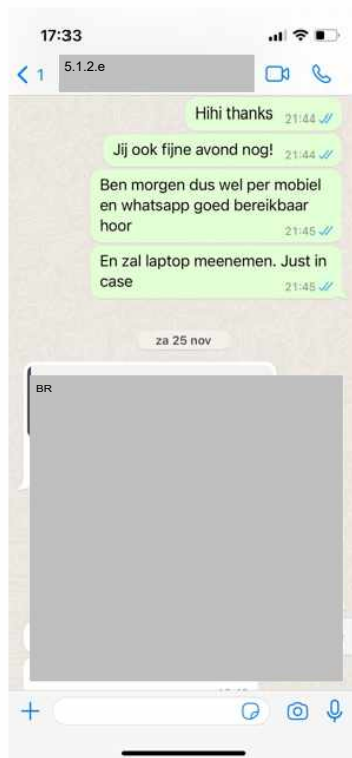 17:33
1
5.1.2.e
Hihi thanks 21:44
Jij ook fijne avond nog! 21:44
Ben morgen dus wel per mobiel
en whatsapp goed bereikbaar
hoor
21:45
En zal laptop meenemen. Just in
case
21:45
za 25 nov
BR